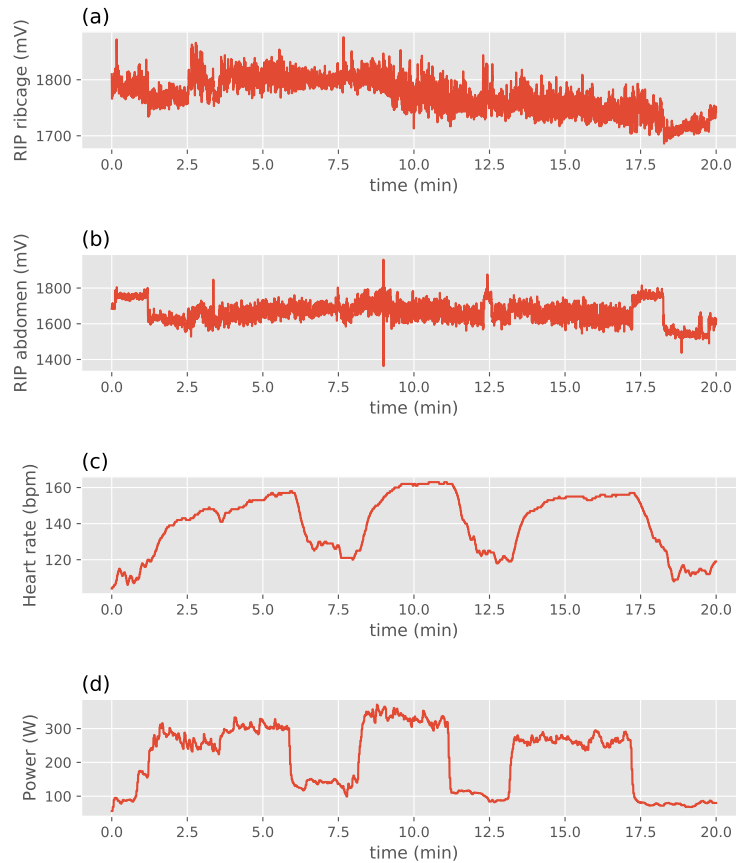 (a)
RIP ribcage (mV)
1800
1700
0.0 2.5 5.0 7.5 10.0 12.5 15.0 17.5 20.0
time (min)
(b)
RIP abdomen (mV)
1800
1600
1400
0.0 2.5 5.0 7.5 10.0 12.5 15.0 17.5 20.0
time (min)
(c)
Heart rate (bpm)
160
140
120
0.0 2.5 5.0 7.5 10.0 12.5 15.0 17.5 20.0
time (min)
(d)
Power (W)
300
200
100
0.0 2.5 5.0 7.5 10.0 12.5 15.0 17.5 20.0
time (min)